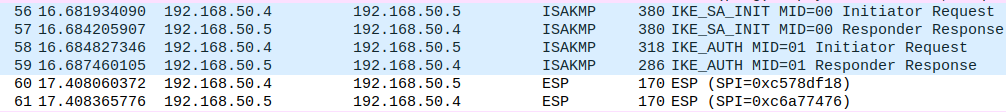 56 16.681934090 192.168.50.4 192.168.50.5 ISAKMP 380 IKE_SA_INIT MID=00 Initiator Request
57 16.684205907 192.168.50.5 192.168.50.4 ISAKMP 380 IKE_SA_INIT MID=00 Responder Response
58 16.684827346 192.168.50.4 192.168.50.5 ISAKMP 318 IKE_AUTH MID=01 Initiator Request
59 16.687460105 192.168.50.5 192.168.50.4 ISAKMP 286 IKE_AUTH MID=01 Responder Response
60 17.408060372 192.168.50.4 192.168.50.5 ESP 170 ESP (SPI=0xc578df18)
61 17.408365776 192.168.50.5 192.168.50.4 ESP 170 ESP (SPI=0xc6a77476)